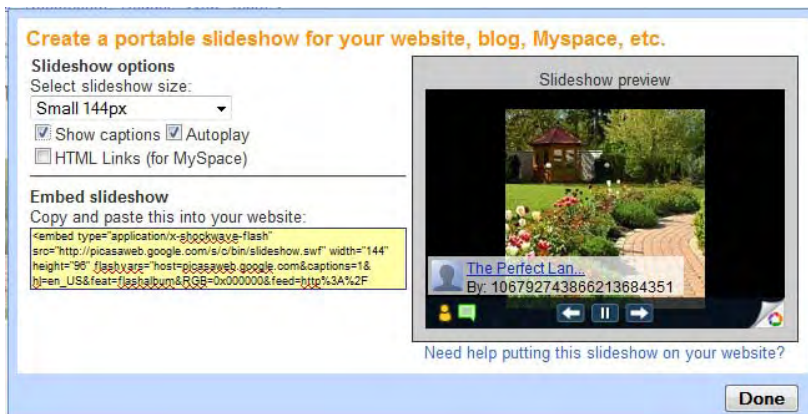 Create a portable slideshow for your website, blog, Myspace, etc.
Slideshow options
Select slideshow size:
Small 144px
Show captions Autoplay
HTML Links (for MySpace)
Embed slideshow
Copy and paste this into your website:
<embed type="application/x-shockwave-flash"
src="http://picasaweb.google.com/s/c/bin/slideshow.swf" width="144"
height="96" flashvars="host=picasaweb.google.com&captions=1&
hl=en_US&feat=flashalbum&RGB=0x000000&feed=http%3A%2F
Slideshow preview
The Perfect Lan...
By: 106792743866213684351
Need help putting this slideshow on your website?
Done